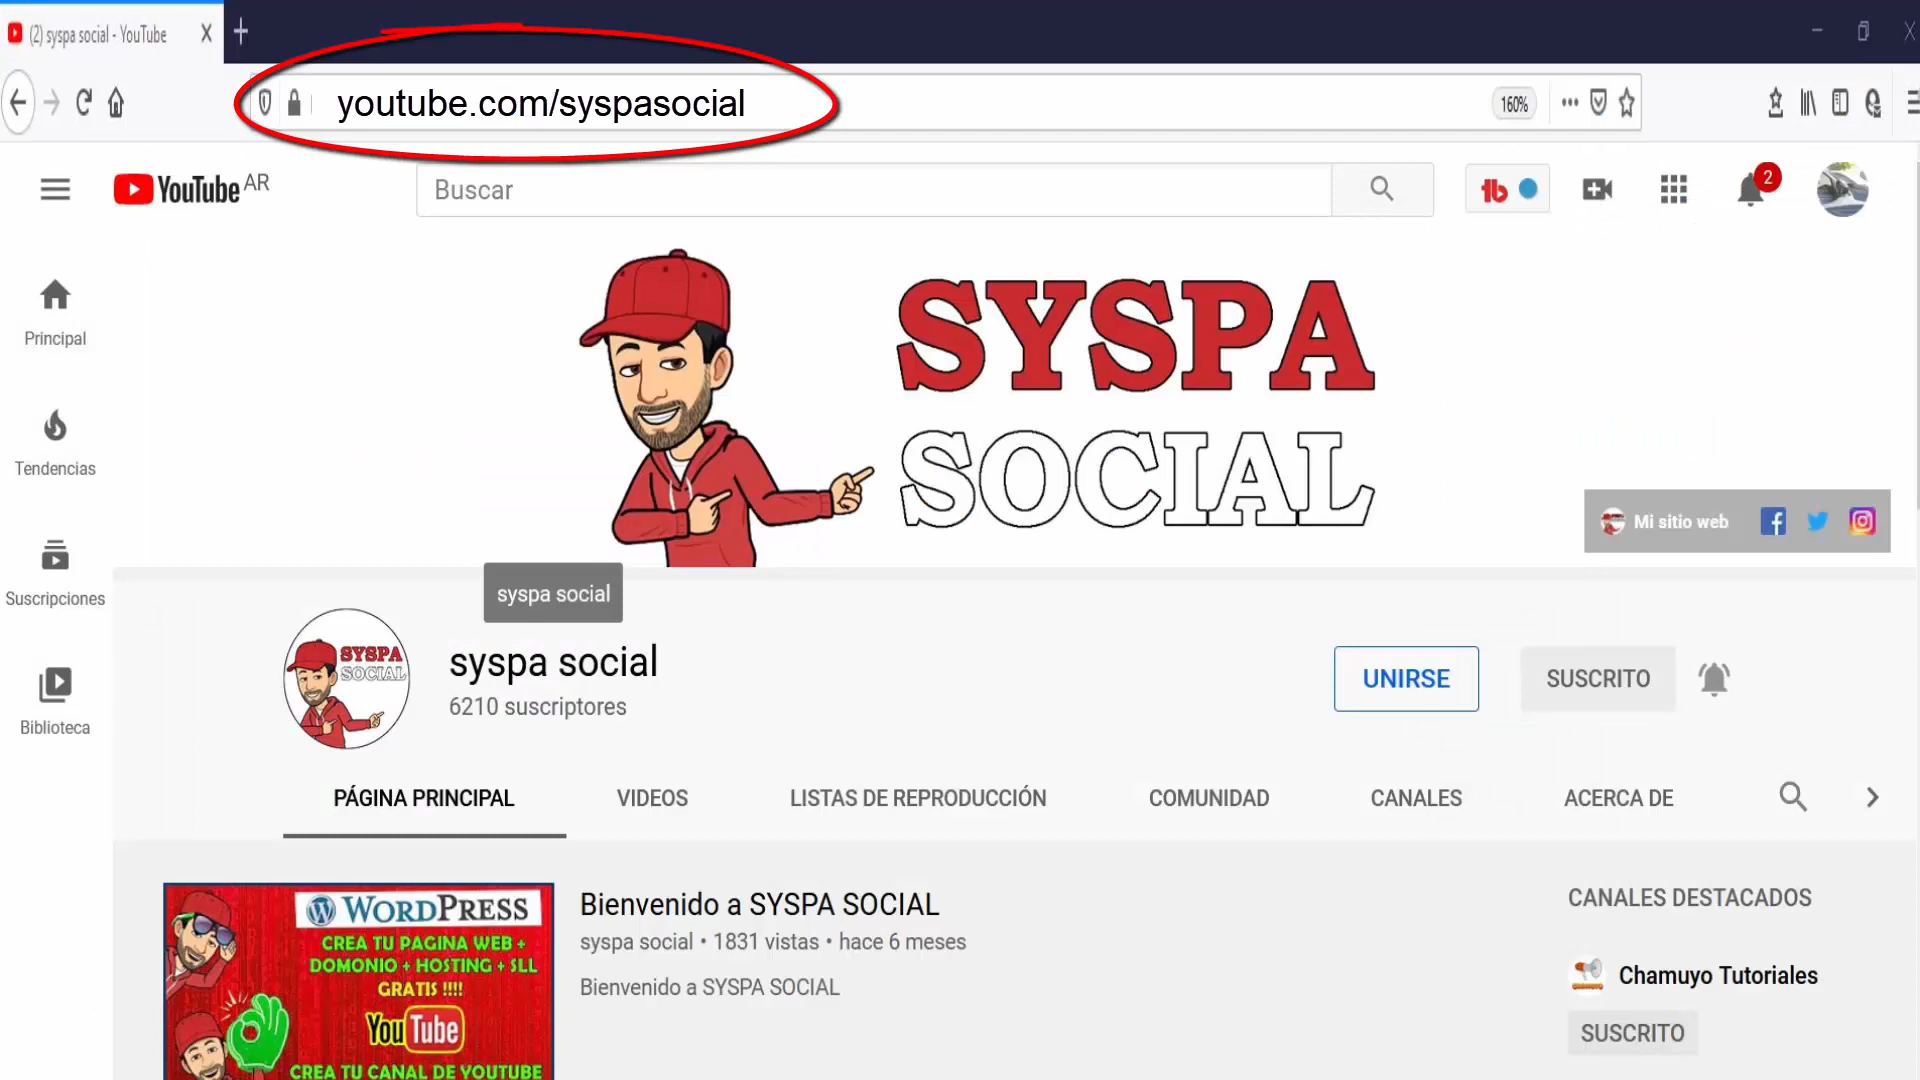 (2) syspa social - YouTube
youtube.com/syspasocial
160%
YouTube AR
Buscar
2
Principal
Tendencias
Suscripciones
Biblioteca
SYSPA
SOCIAL
Mi sitio web
syspa social
SYSPA
SOCIAL
syspa social
6210 suscriptores
UNIRSE
SUSCRITO
PÁGINA PRINCIPAL
VIDEOS
LISTAS DE REPRODUCCIÓN
COMUNIDAD
CANALES
ACERCA DE
WORDPRESS
CREA TU PAGINA WEB +
DOMONIO + HOSTING + SLL
GRATIS !!!!
YouTube
CREA TU CANAL DE YOUTUBE
Bienvenido a SYSPA SOCIAL
syspa social • 1831 vistas • hace 6 meses
Bienvenido a SYSPA SOCIAL
CANALES DESTACADOS
Chamuyo Tutoriales
SUSCRITO